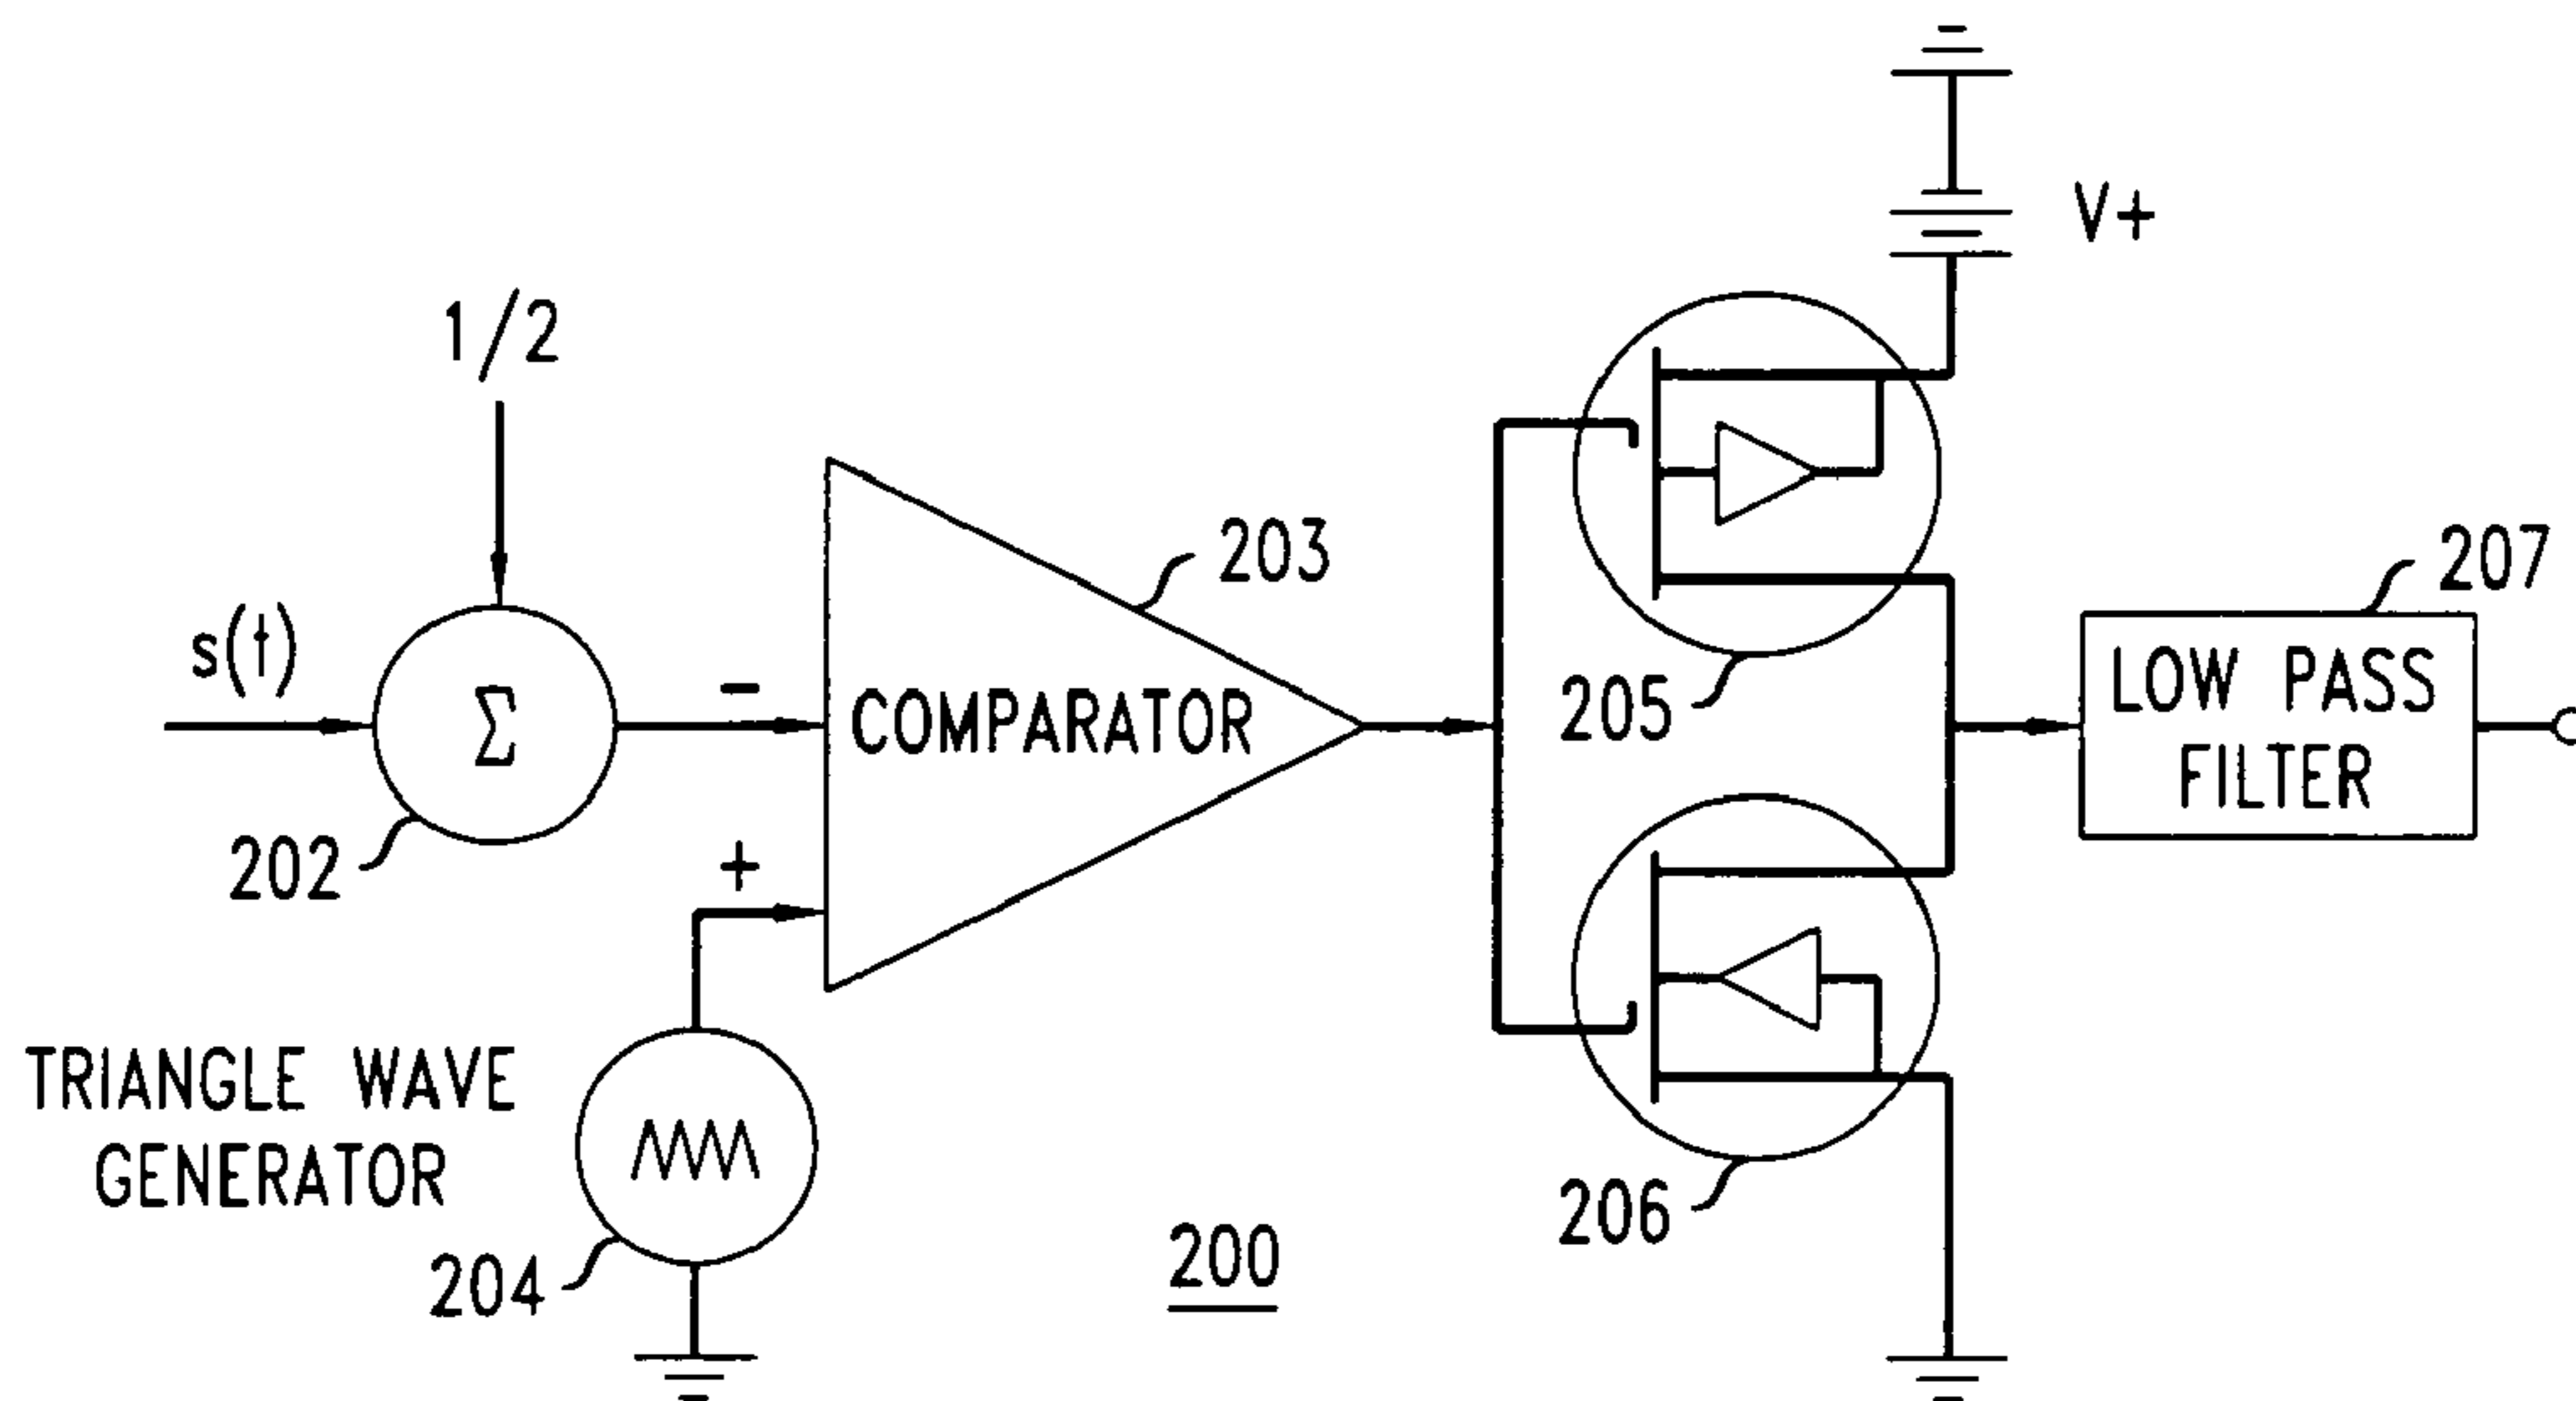 V+
1/2
203
207
s(t)
Σ
−
COMPARATOR
205
LOW PASS
FILTER
202
+
TRIANGLE WAVE
GENERATOR
204
206
200